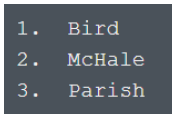 1. Bird
2. McHale
3. Parish